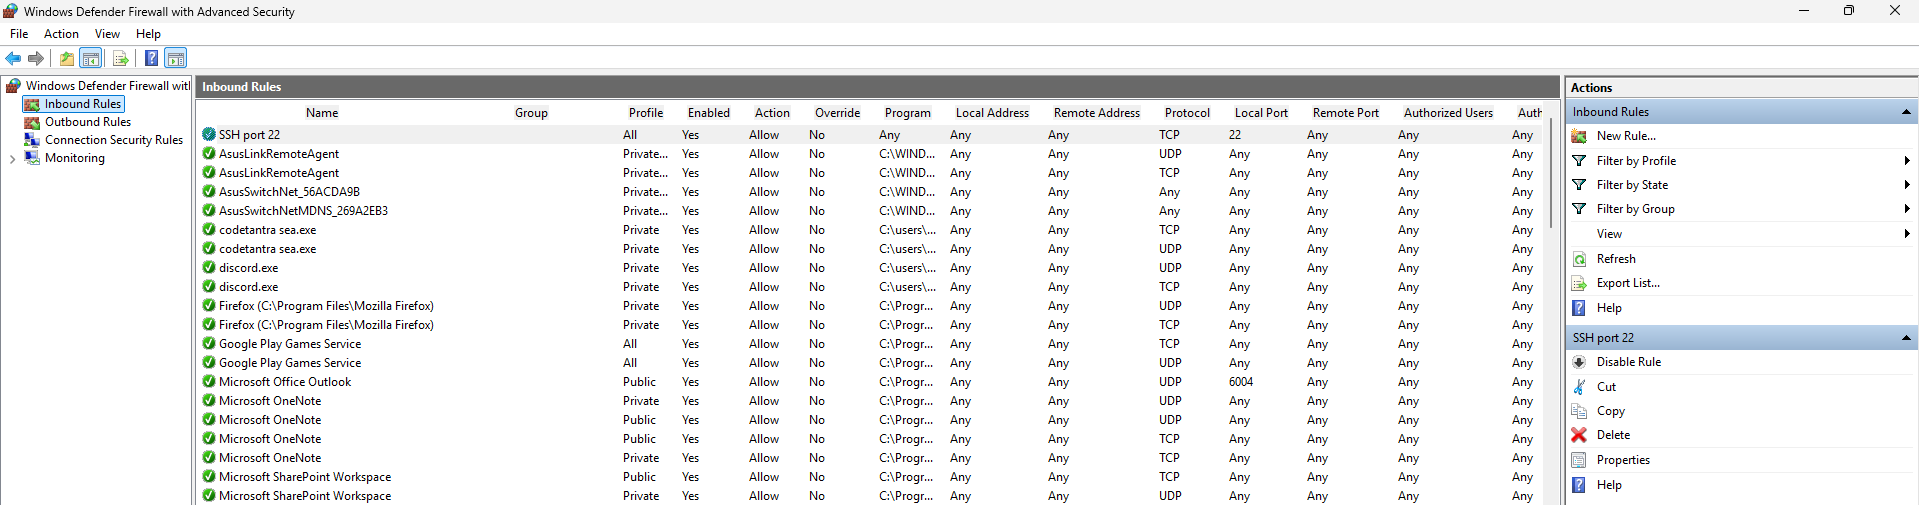 Windows Defender Firewall with Advanced Security
File Action View Help
Windows Defender Firewall witl
Inbound Rules
Outbound Rules
Connection Security Rules
Monitoring
Inbound Rules
Name Group Profile Enabled Action Override Program Local Address Remote Address Protocol Local Port Remote Port Authorized Users Auth
SSH port 22 All Yes Allow No Any Any Any TCP 22 Any Any Any
AsusLinkRemoteAgent Private... Yes Allow No C:\WIND... Any Any UDP Any Any Any Any
AsusLinkRemoteAgent Private... Yes Allow No C:\WIND... Any Any TCP Any Any Any Any
AsusSwitchNet_56ACDA9B Private... Yes Allow No C:\WIND... Any Any Any Any Any Any Any
AsusSwitchNetMDNS_269A2EB3 Private... Yes Allow No C:\WIND... Any Any Any Any Any Any Any
codetantra sea.exe Private Yes Allow No C:\users\... Any Any TCP Any Any Any Any
codetantra sea.exe Private Yes Allow No C:\users\... Any Any UDP Any Any Any Any
discord.exe Private Yes Allow No C:\users\... Any Any UDP Any Any Any Any
discord.exe Private Yes Allow No C:\users\... Any Any TCP Any Any Any Any
Firefox (C:\Program Files\Mozilla Firefox) Private Yes Allow No C:\Progr... Any Any UDP Any Any Any Any
Firefox (C:\Program Files\Mozilla Firefox) Private Yes Allow No C:\Progr... Any Any TCP Any Any Any Any
Google Play Games Service All Yes Allow No C:\Progr... Any Any TCP Any Any Any Any
Google Play Games Service All Yes Allow No C:\Progr... Any Any UDP Any Any Any Any
Microsoft Office Outlook Public Yes Allow No C:\Progr... Any Any UDP 6004 Any Any Any
Microsoft OneNote Private Yes Allow No C:\Progr... Any Any UDP Any Any Any Any
Microsoft OneNote Public Yes Allow No C:\Progr... Any Any UDP Any Any Any Any
Microsoft OneNote Public Yes Allow No C:\Progr... Any Any TCP Any Any Any Any
Microsoft OneNote Private Yes Allow No C:\Progr... Any Any TCP Any Any Any Any
Microsoft SharePoint Workspace Public Yes Allow No C:\Progr... Any Any TCP Any Any Any Any
Microsoft SharePoint Workspace Private Yes Allow No C:\Progr... Any Any UDP Any Any Any Any
Actions
Inbound Rules
New Rule...
Filter by Profile
Filter by State
Filter by Group
View
Refresh
Export List...
Help
SSH port 22
Disable Rule
Cut
Copy
Delete
Properties
Help